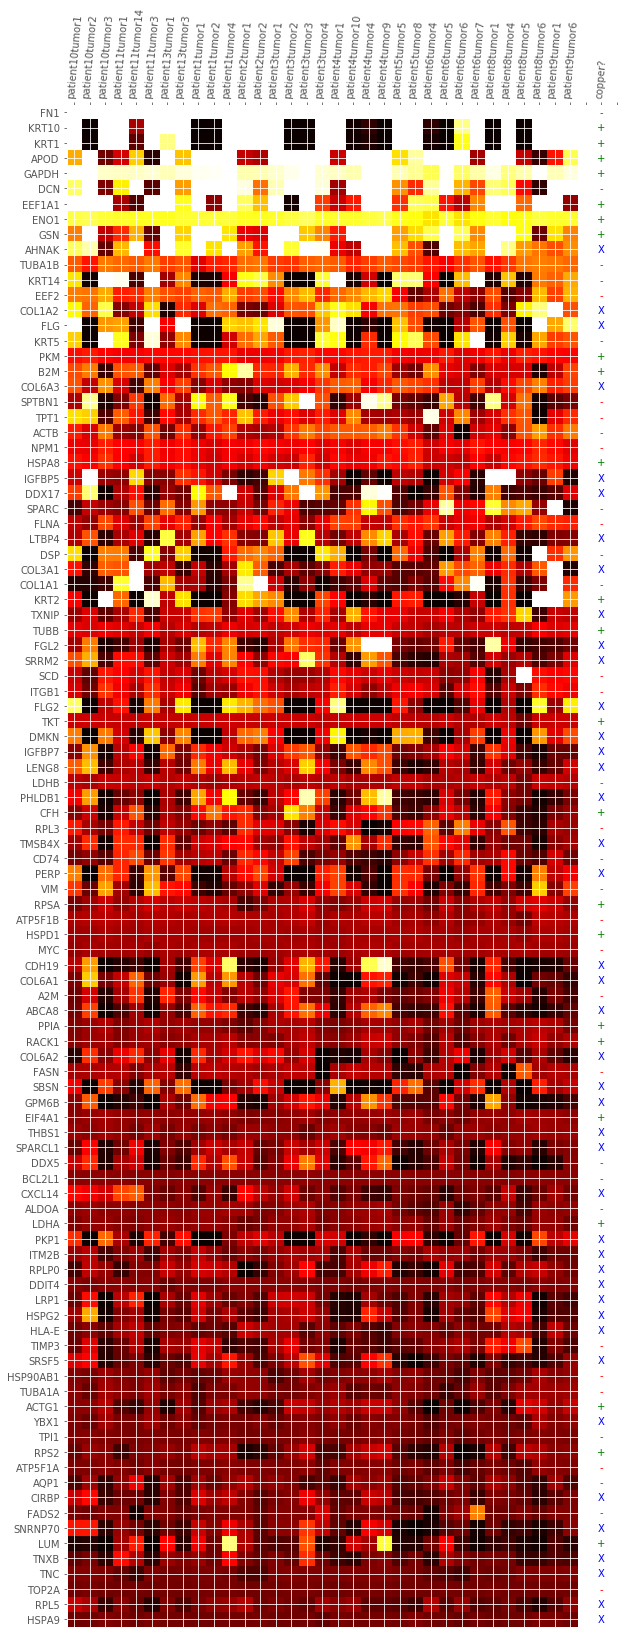 patient10tumor1
patient10tumor2
patient10tumor3
patient11tumor1
patient11tumor14
patient11tumor3
patient13tumor1
patient13tumor3
patient1tumor1
patient1tumor2
patient1tumor4
patient2tumor1
patient2tumor2
patient3tumor1
patient3tumor2
patient3tumor3
patient3tumor4
patient4tumor1
patient4tumor10
patient4tumor4
patient4tumor9
patient5tumor5
patient5tumor7
patient6tumor4
patient6tumor5
patient6tumor6
patient6tumor7
patient8tumor1
patient8tumor4
patient8tumor5
patient8tumor6
patient9tumor1
patient9tumor6
copper?
FN1 -
KRT10 +
KRT1 +
APOD +
GAPDH +
DCN -
EEF1A1 +
ENO1 +
GSN +
AHNAK X
TUBA1B -
KRT14 -
EEF2 -
COL1A2 X
FLG X
KRT5 -
PKM +
B2M +
COL6A3 X
SPTBN1 -
TPT1 -
ACTB -
NPM1 -
HSPA8 +
IGFBP5 X
DDX17 X
SPARC -
FLNA -
LTBP4 X
DSP -
COL3A1 X
COL1A1 -
KRT2 +
TXNIP X
TUBB +
FGL2 X
SRRM2 X
SCD -
ITGB1 -
FLG2 X
TKT +
DMKN X
IGFBP7 X
LENG8 X
LDHB -
PHLDB1 X
CFH +
RPL3 -
TMSB4X X
CD74 -
PERP X
VIM -
RPSA +
ATP5F1B -
HSPD1 +
MYC -
CDH19 X
COL6A1 X
A2M -
ABCA8 X
PPIA +
RACK1 +
COL6A2 X
FASN -
SBSN X
GPM6B X
EIF4A1 +
THBS1 X
SPARCL1 X
DDX5 -
BCL2L1 -
CXCL14 X
ALDOA -
LDHA +
PKP1 X
ITM2B X
RPLP0 X
DDIT4 X
LRP1 X
HSPG2 X
HLA-E X
TIMP3 -
SRSF5 X
HSP90AB1 -
TUBA1A -
ACTG1 +
YBX1 X
TPI1 -
RPS2 +
ATP5F1A -
AQP1 -
CIRBP X
FADS2 -
SNRNP70 X
LUM +
TNXB X
TNC X
TOP2A -
RPL5 X
HSPA9 X